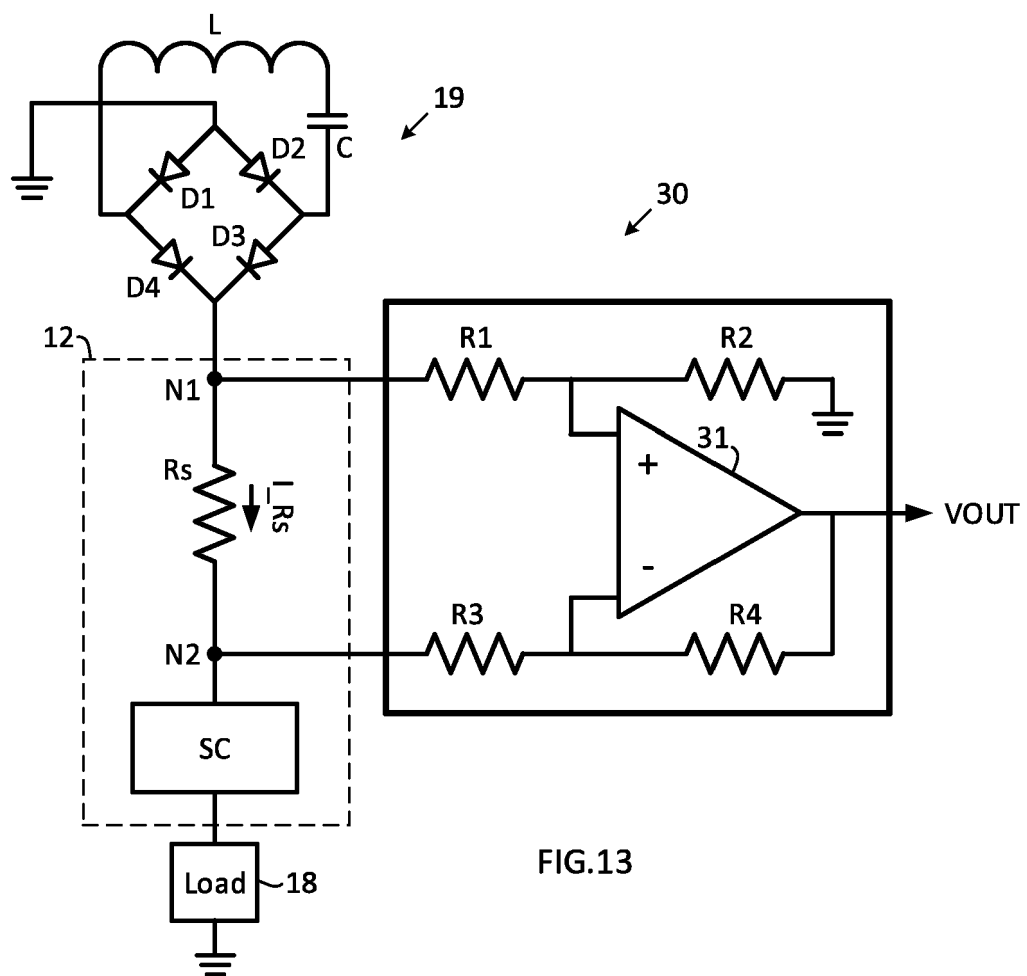 L
19
C
D2
D1
30
D3
D4
12
R1
R2
N1
31
Rs
I_Rs
+
VOUT
-
R3
R4
N2
SC
FIG.13
Load
18